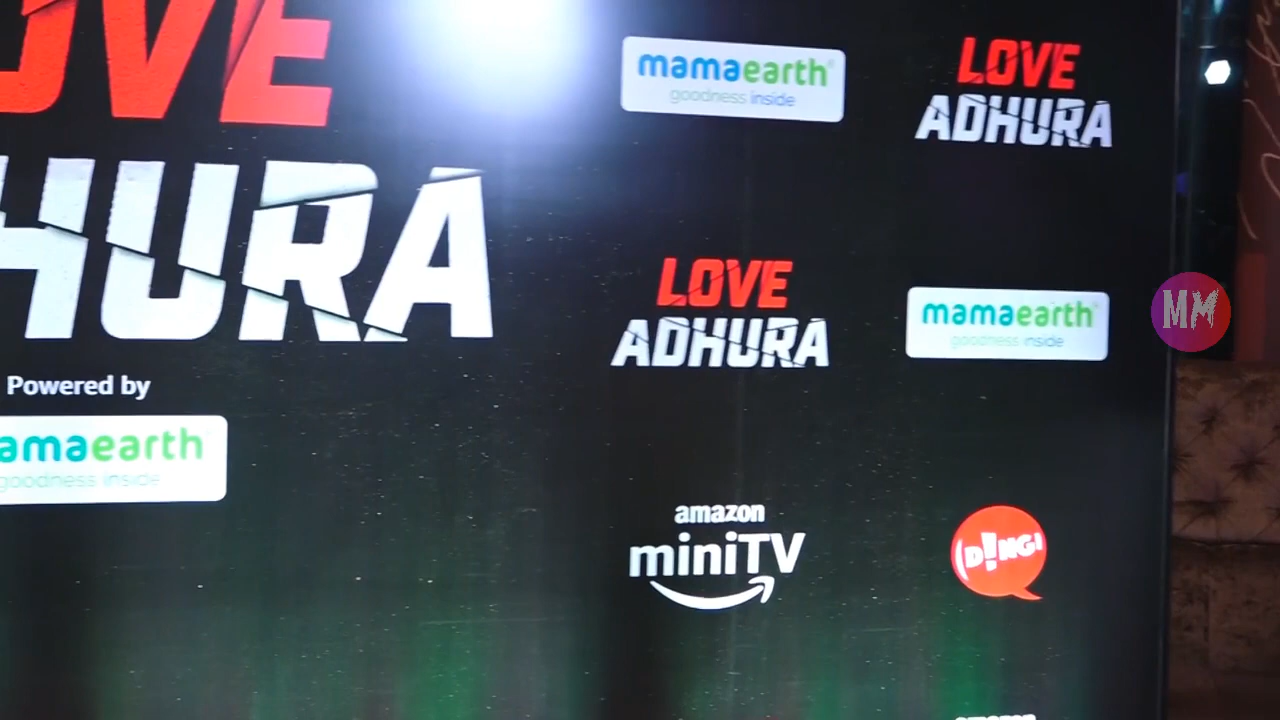 OVE
HURA
Powered by
amaearth
goodness inside
mamaearth
goodness inside
LOVE
ADHURA
LOVE
ADHURA
mamaearth
goodness inside
amazon
miniTV
D!NGI
MM